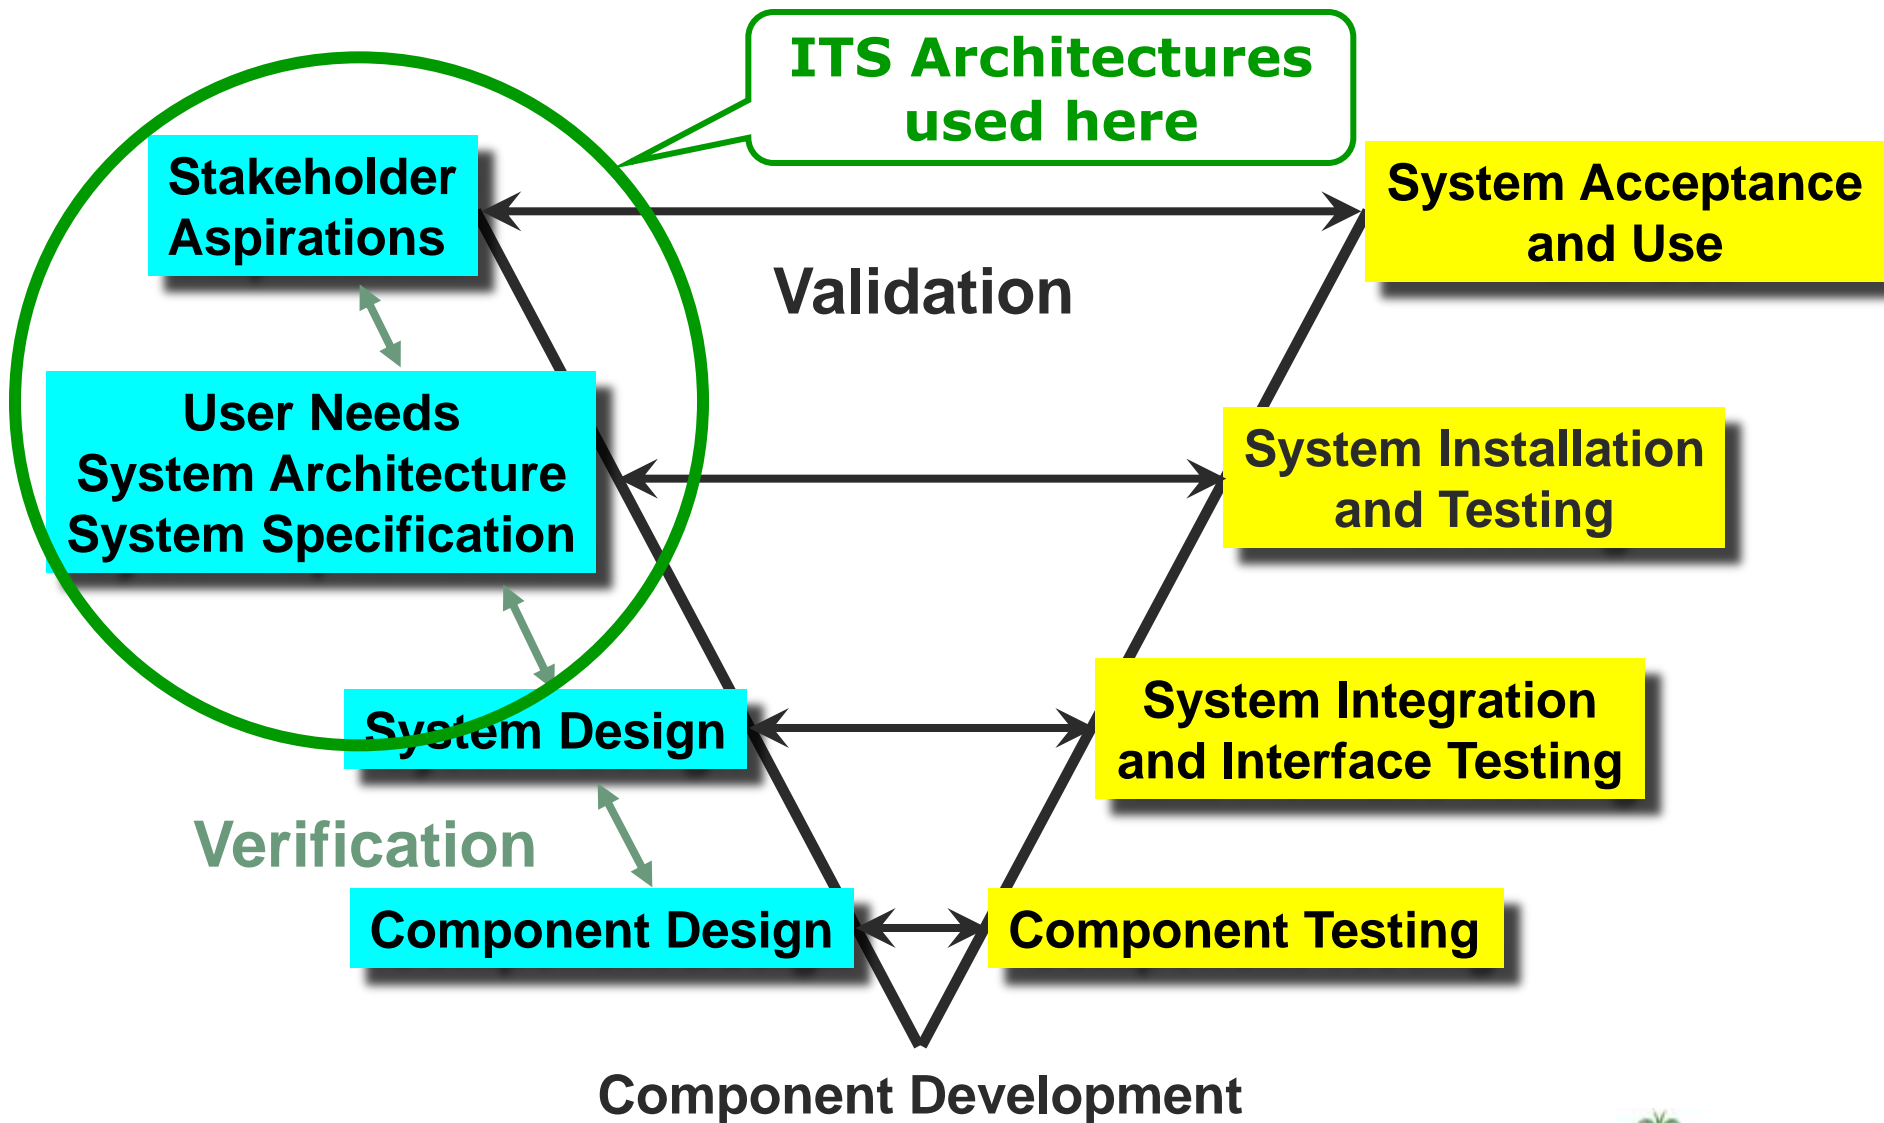 ITS Architectures
used here
Stakeholder
Aspirations
System Acceptance
and Use
Validation
User Needs
System Architecture
System Specification
System Installation
and Testing
System Design
System Integration
and Interface Testing
Verification
Component Design
Component Testing
Component Development